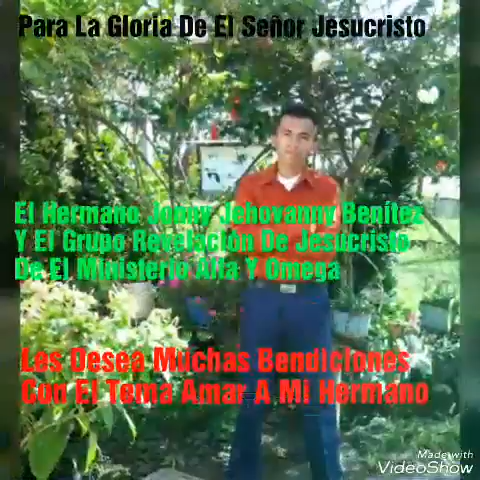 Para La Gloria De El Señor Jesucristo
El Hermano Jonny Jehovanny Benítez
Y El Grupo Revelación De Jesucristo
De El Ministerio Alfa Y Omega
Les Desea Muchas Bendiciones
Con El Tema Amar A Mi Hermano
Made with
VideoShow